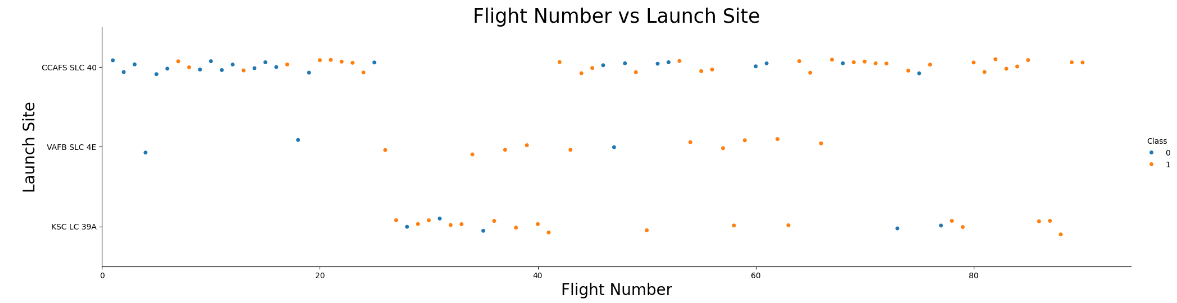 Flight Number vs Launch Site
Launch Site
CCAFS SLC 40
VAFB SLC 4E
KSC LC 39A
0 20 40 60 80
Flight Number
Class
0
1